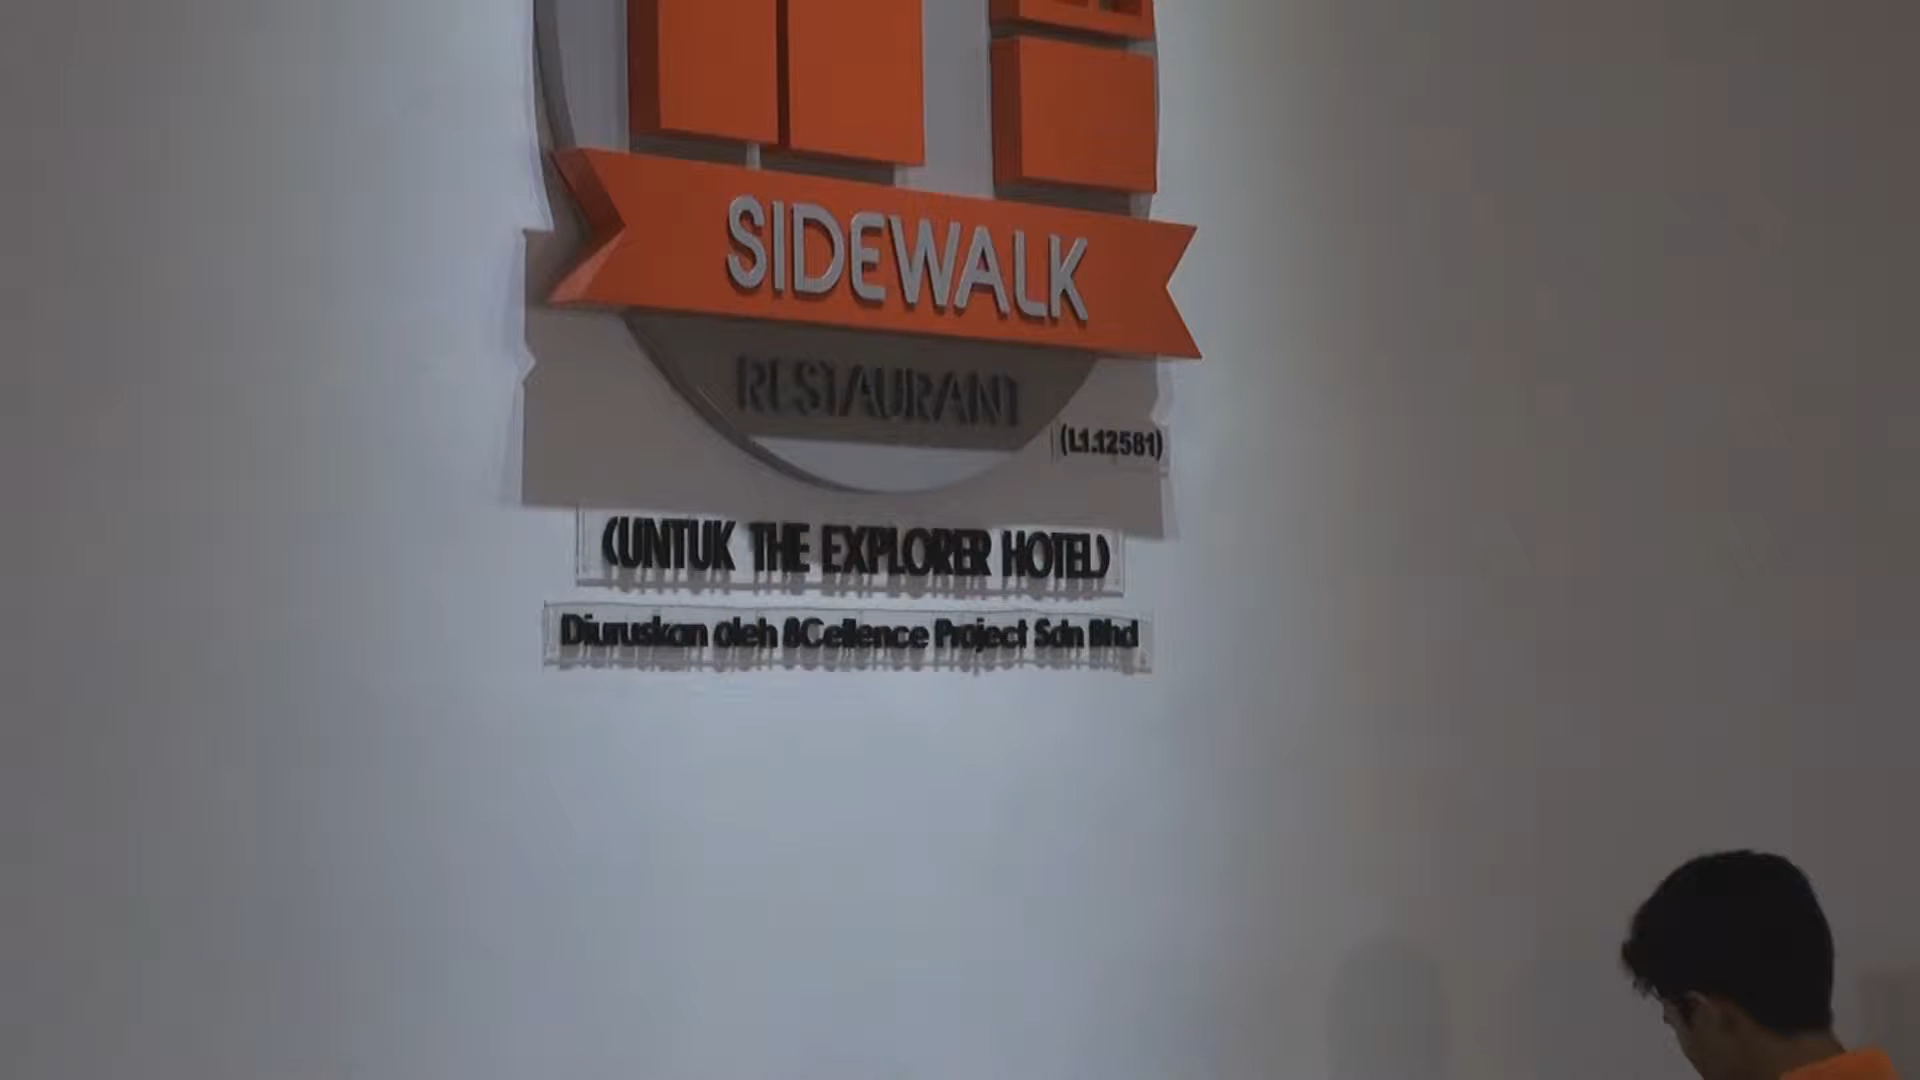 SIDEWALK
RESTAURANT
(L1.12581)
(UNTUK THE EXPLORER HOTEL)
Diuruskan oleh 8Cellence Project Sdn Bhd